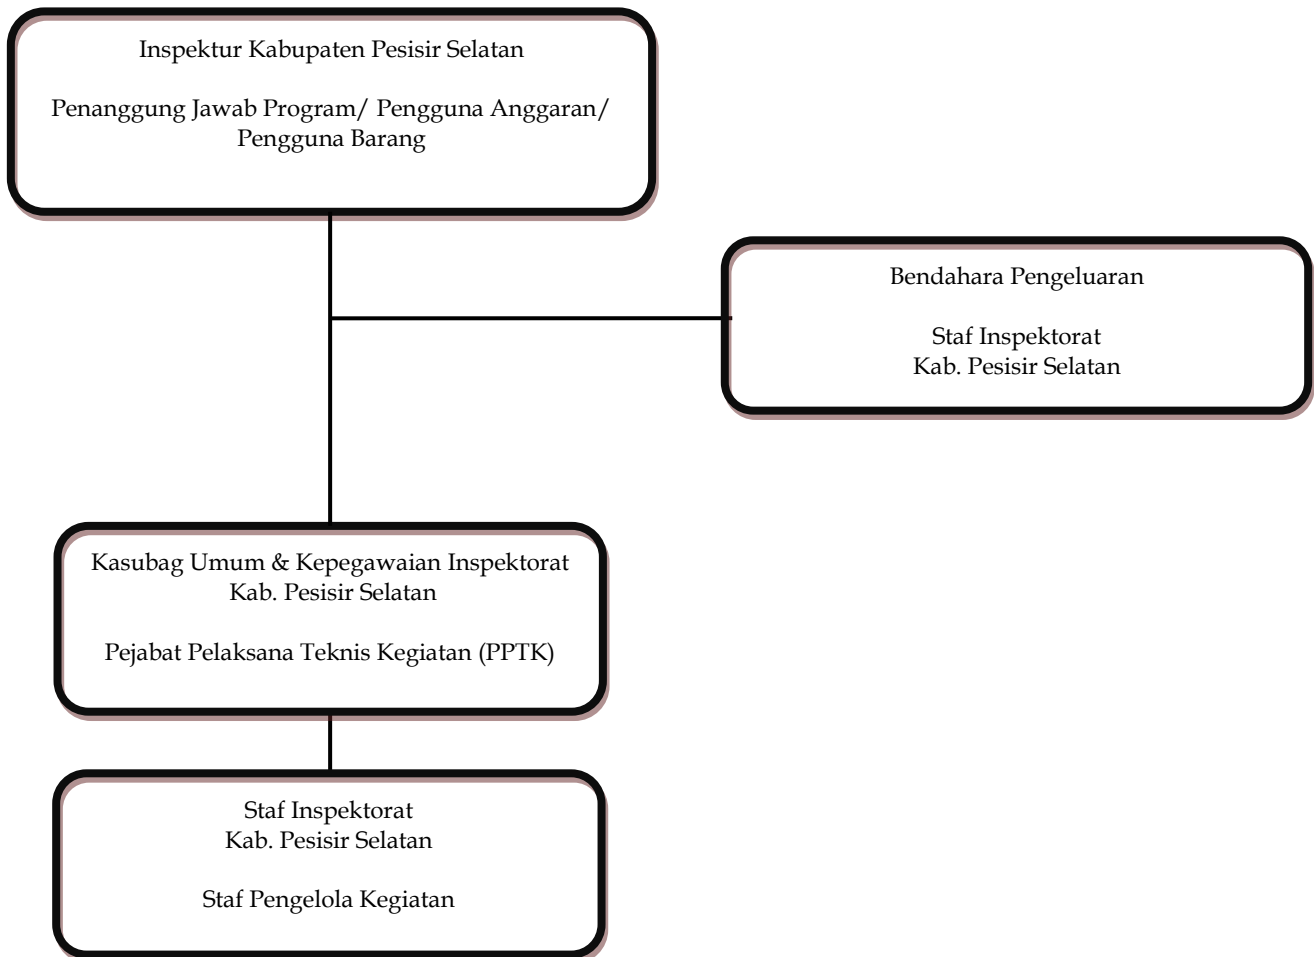 Inspektur Kabupaten Pesisir Selatan
Penanggung Jawab Program/ Pengguna Anggaran/
Pengguna Barang
Bendahara Pengeluaran
Staf Inspektorat
Kab. Pesisir Selatan
Kasubag Umum & Kepegawaian Inspektorat
Kab. Pesisir Selatan
Pejabat Pelaksana Teknis Kegiatan (PPTK)
Staf Inspektorat
Kab. Pesisir Selatan
Staf Pengelola Kegiatan